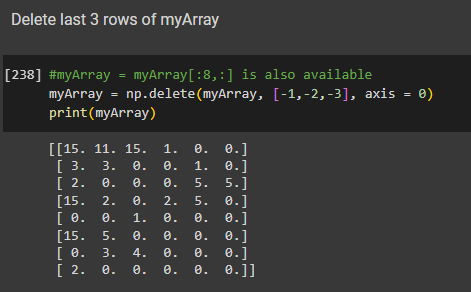 Delete last 3 rows of myArray
[238] #myArray = myArray[:8,:] is also available
myArray = np.delete(myArray, [-1,-2,-3], axis = 0)
print(myArray)
[[15. 11. 15.  1.  0.  0.]
 [ 3.  3.  0.  0.  1.  0.]
 [ 2.  0.  0.  0.  5.  5.]
 [15.  2.  0.  2.  5.  0.]
 [ 0.  0.  1.  0.  0.  0.]
 [15.  5.  0.  0.  0.  0.]
 [ 0.  3.  4.  0.  0.  0.]
 [ 2.  0.  0.  0.  0.  0.]]